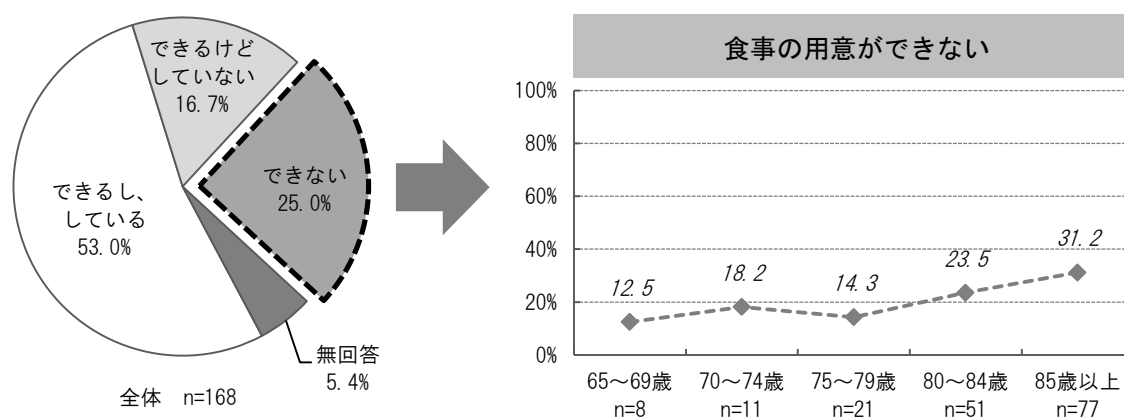 できるけど
していない
16.7%
できない
25.0%
できるし、
している
53.0%
無回答
5.4%
全体 n=168
食事の用意ができない
100%
80%
60%
40%
20%
0%
12.5
18.2
14.3
23.5
31.2
65～69歳 70～74歳 75～79歳 80～84歳 85歳以上
n=8 n=11 n=21 n=51 n=77